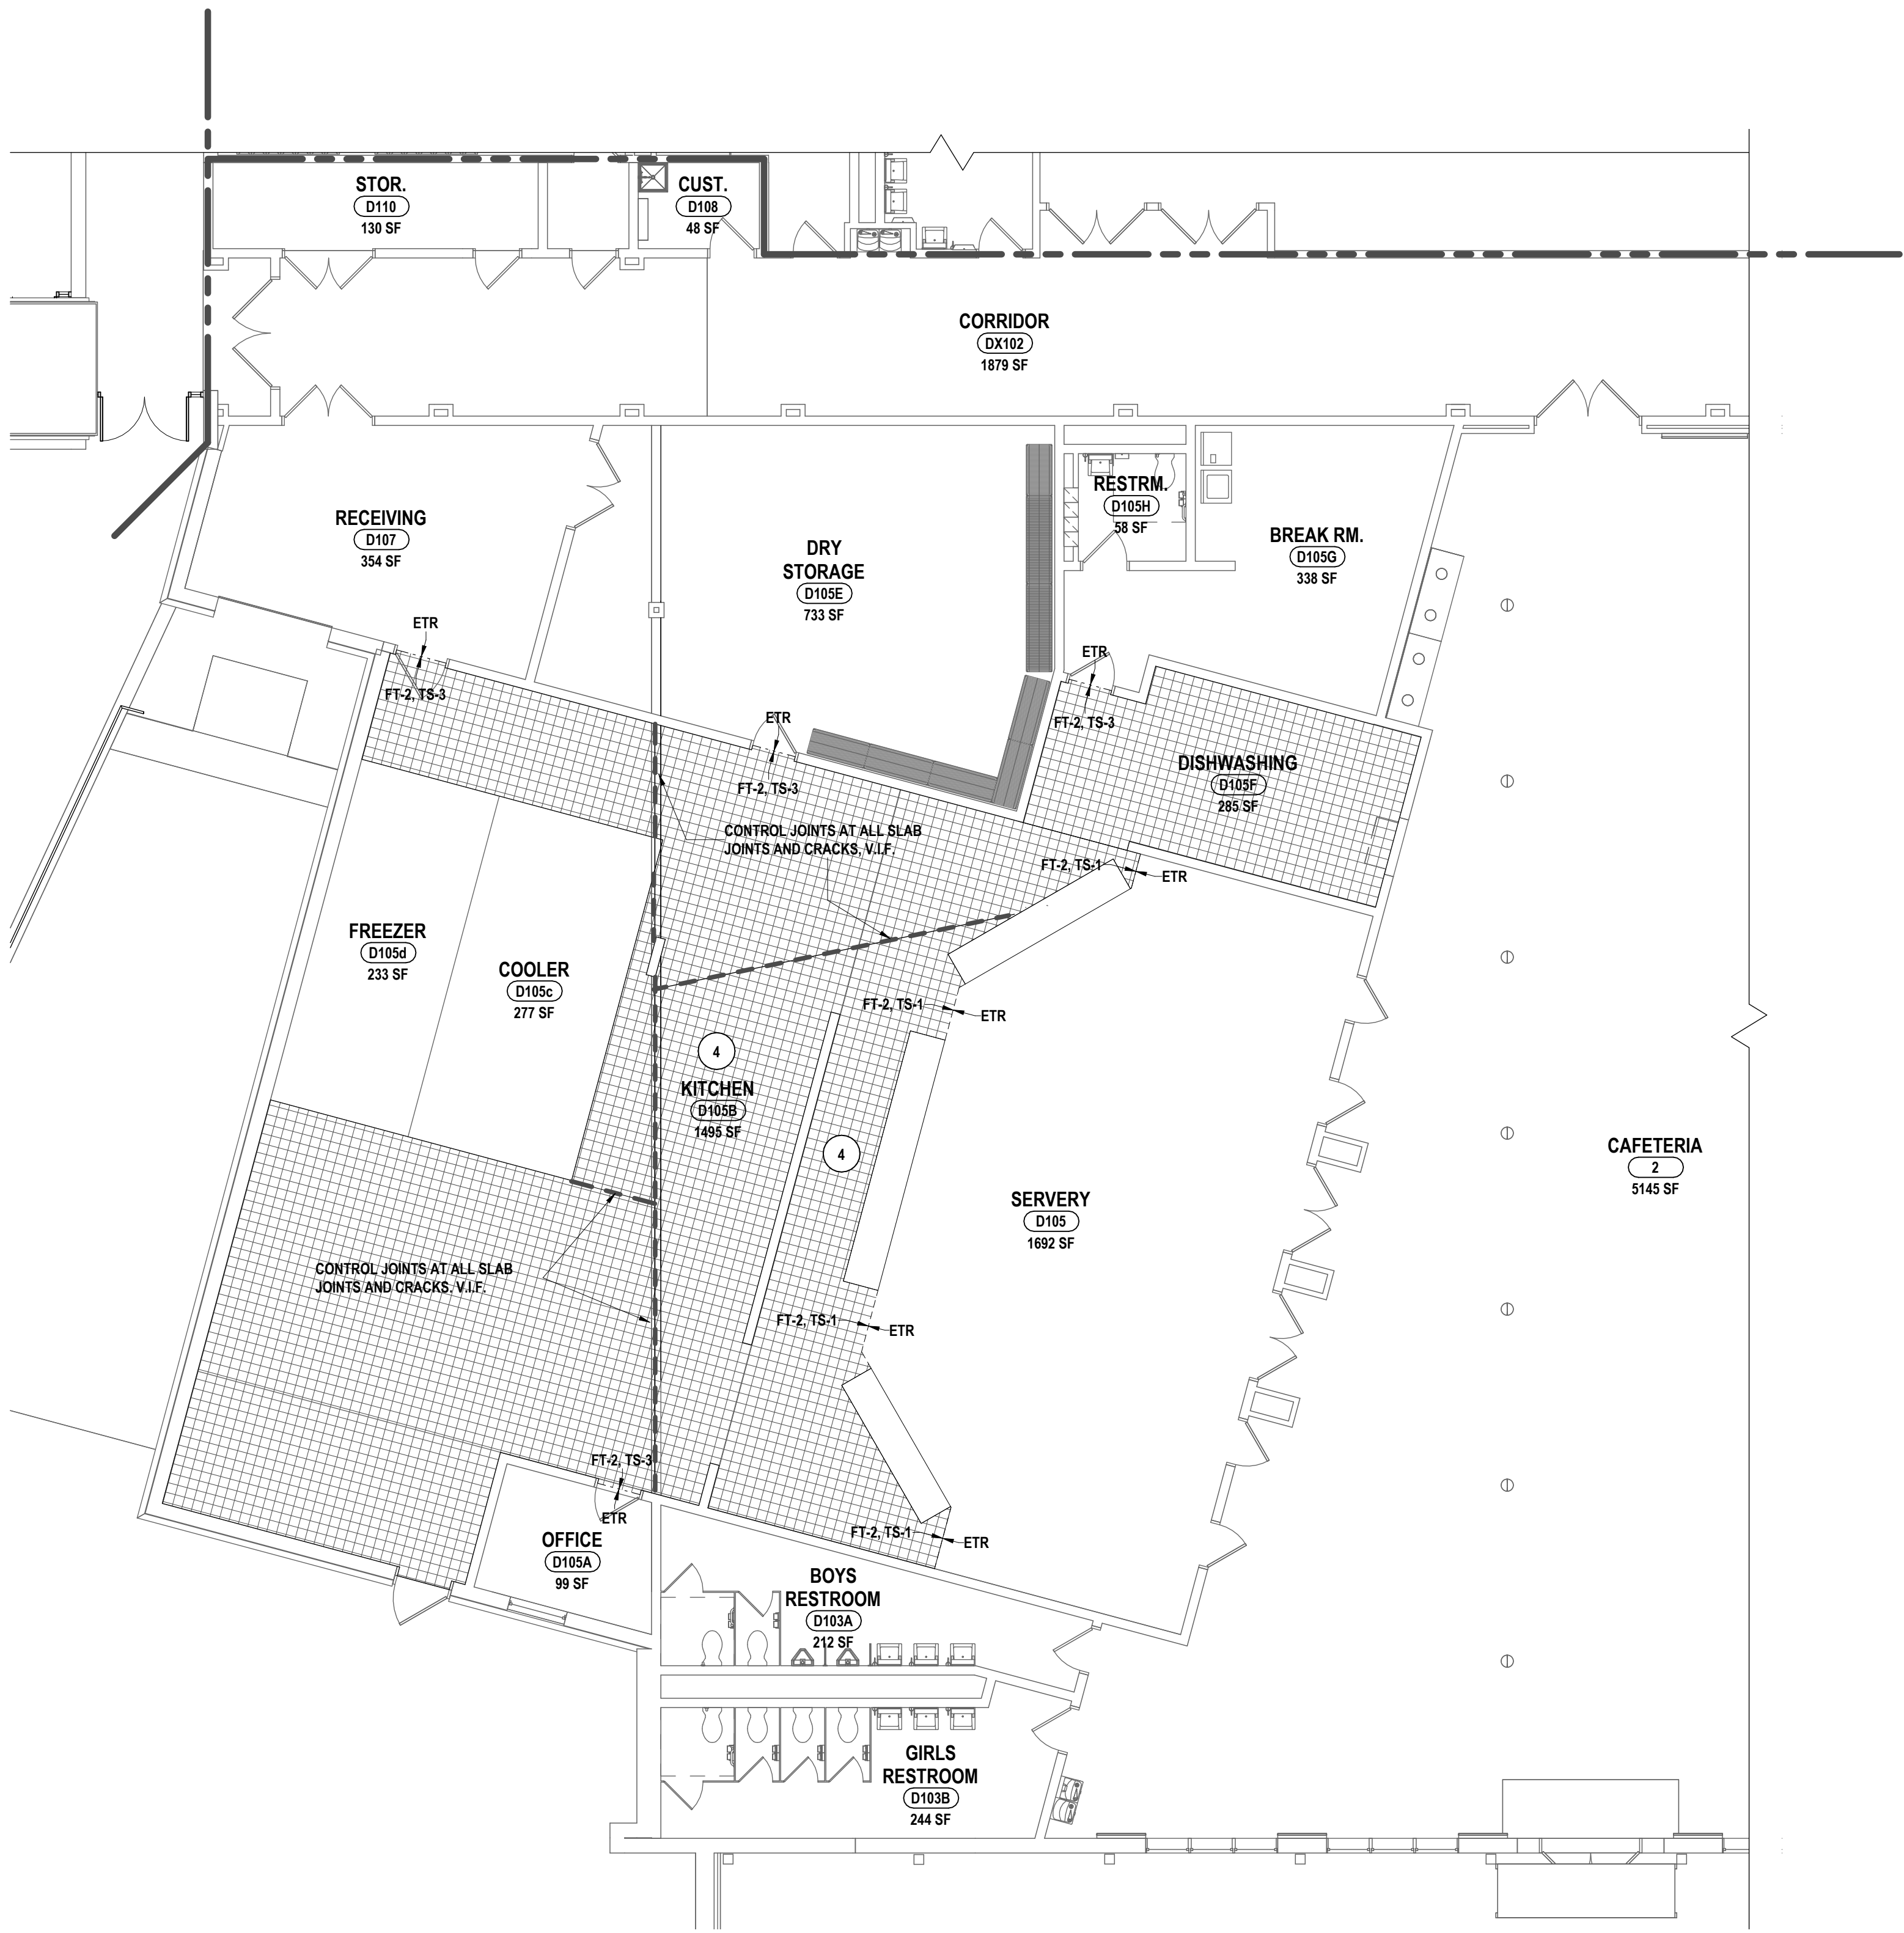 STOR.
D110
130 SF
CUST.
D108
48 SF
CORRIDOR
DX102
1879 SF
RECEIVING
D107
354 SF
DRY
STORAGE
D105E
733 SF
RESTRM.
D105H
58 SF
BREAK RM.
D105G
338 SF
ETR
FT-2, TS-3
ETR
FT-2, TS-3
ETR
FT-2, TS-3
DISHWASHING
D105F
285 SF
CONTROL JOINTS AT ALL SLAB
JOINTS AND CRACKS, V.I.F.
FT-2, TS-1
ETR
FREEZER
D105d
233 SF
COOLER
D105c
277 SF
FT-2, TS-1
ETR
4
KITCHEN
D105B
1495 SF
4
SERVERY
D105
1692 SF
CAFETERIA
2
5145 SF
CONTROL JOINTS AT ALL SLAB
JOINTS AND CRACKS. V.I.F.
FT-2, TS-1
ETR
FT-2, TS-3
ETR
OFFICE
D105A
99 SF
FT-2, TS-1
ETR
BOYS
RESTROOM
D103A
212 SF
GIRLS
RESTROOM
D103B
244 SF